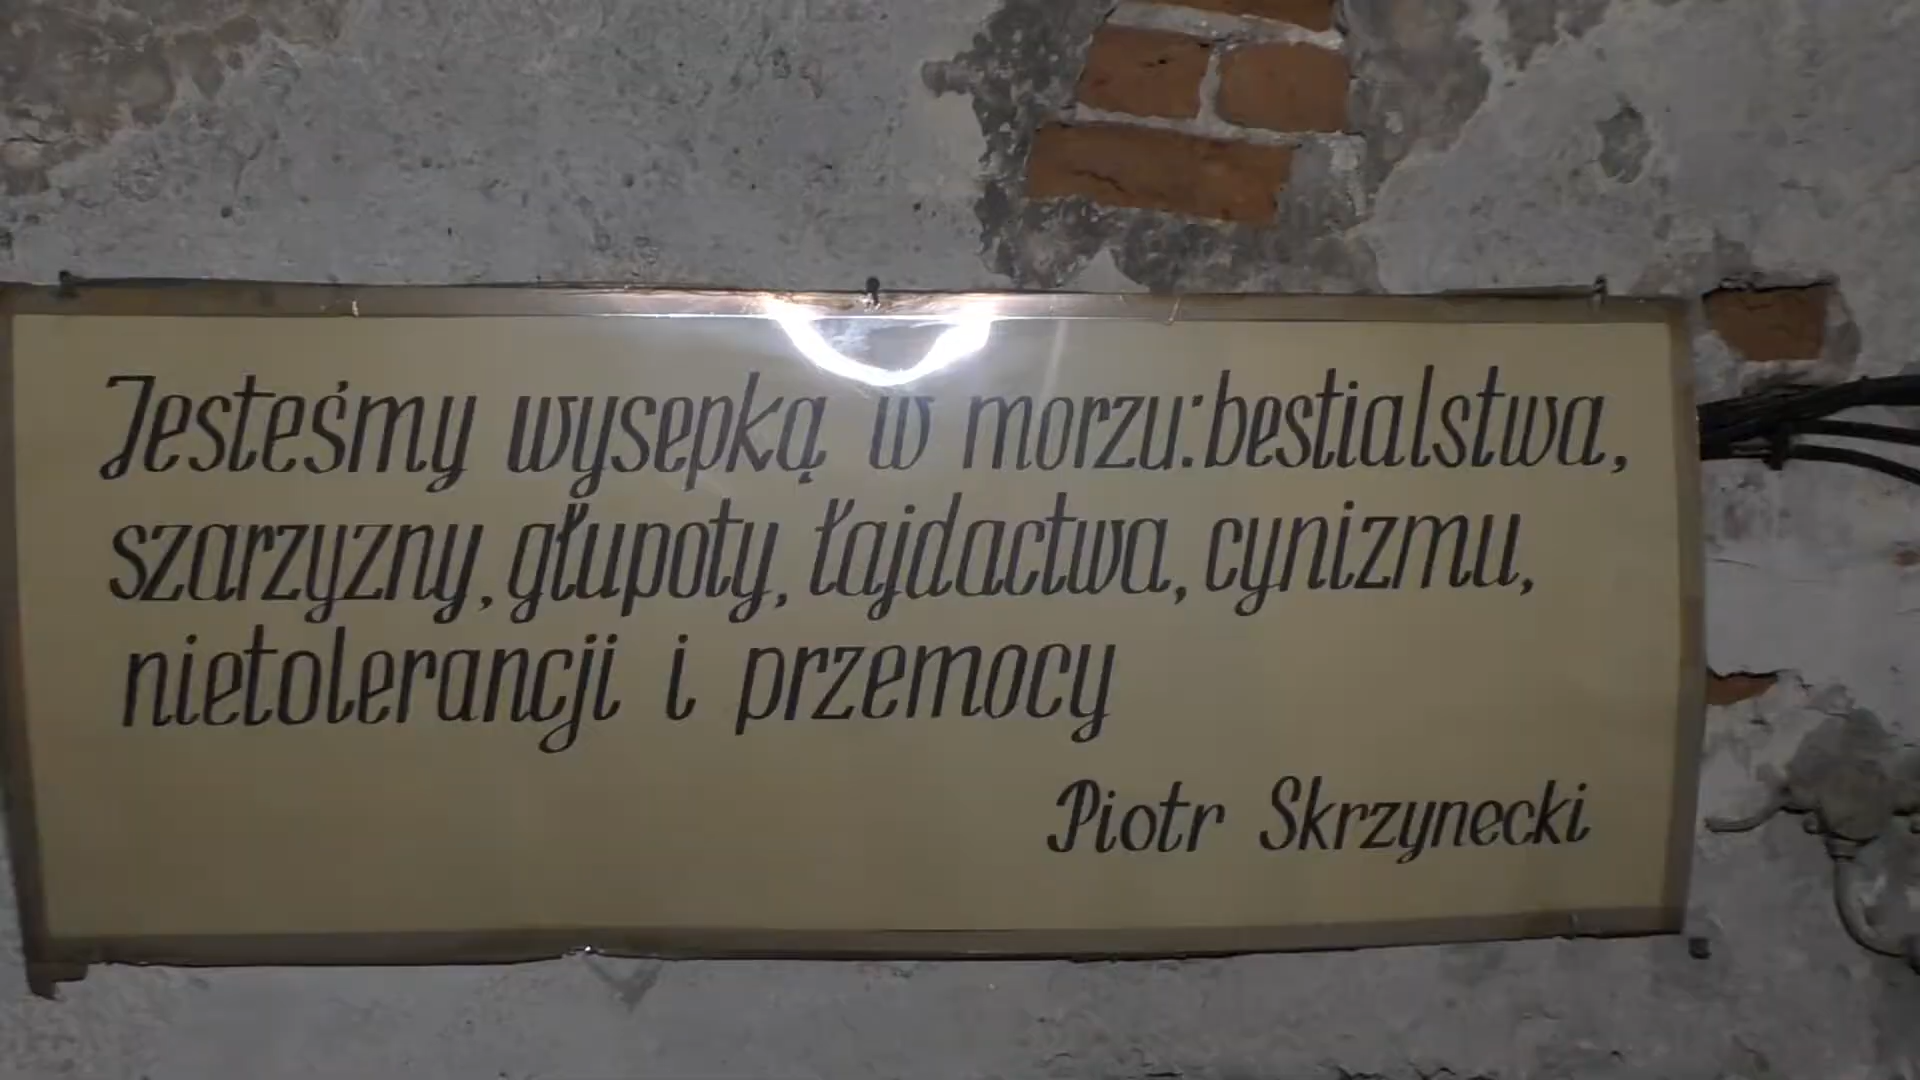 Jesteśmy wysepką w morzu: bestialstwa,
szarzyzny, głupoty, łajdactwa, cynizmu,
nietolerancji i przemocy
Piotr Skrzynecki